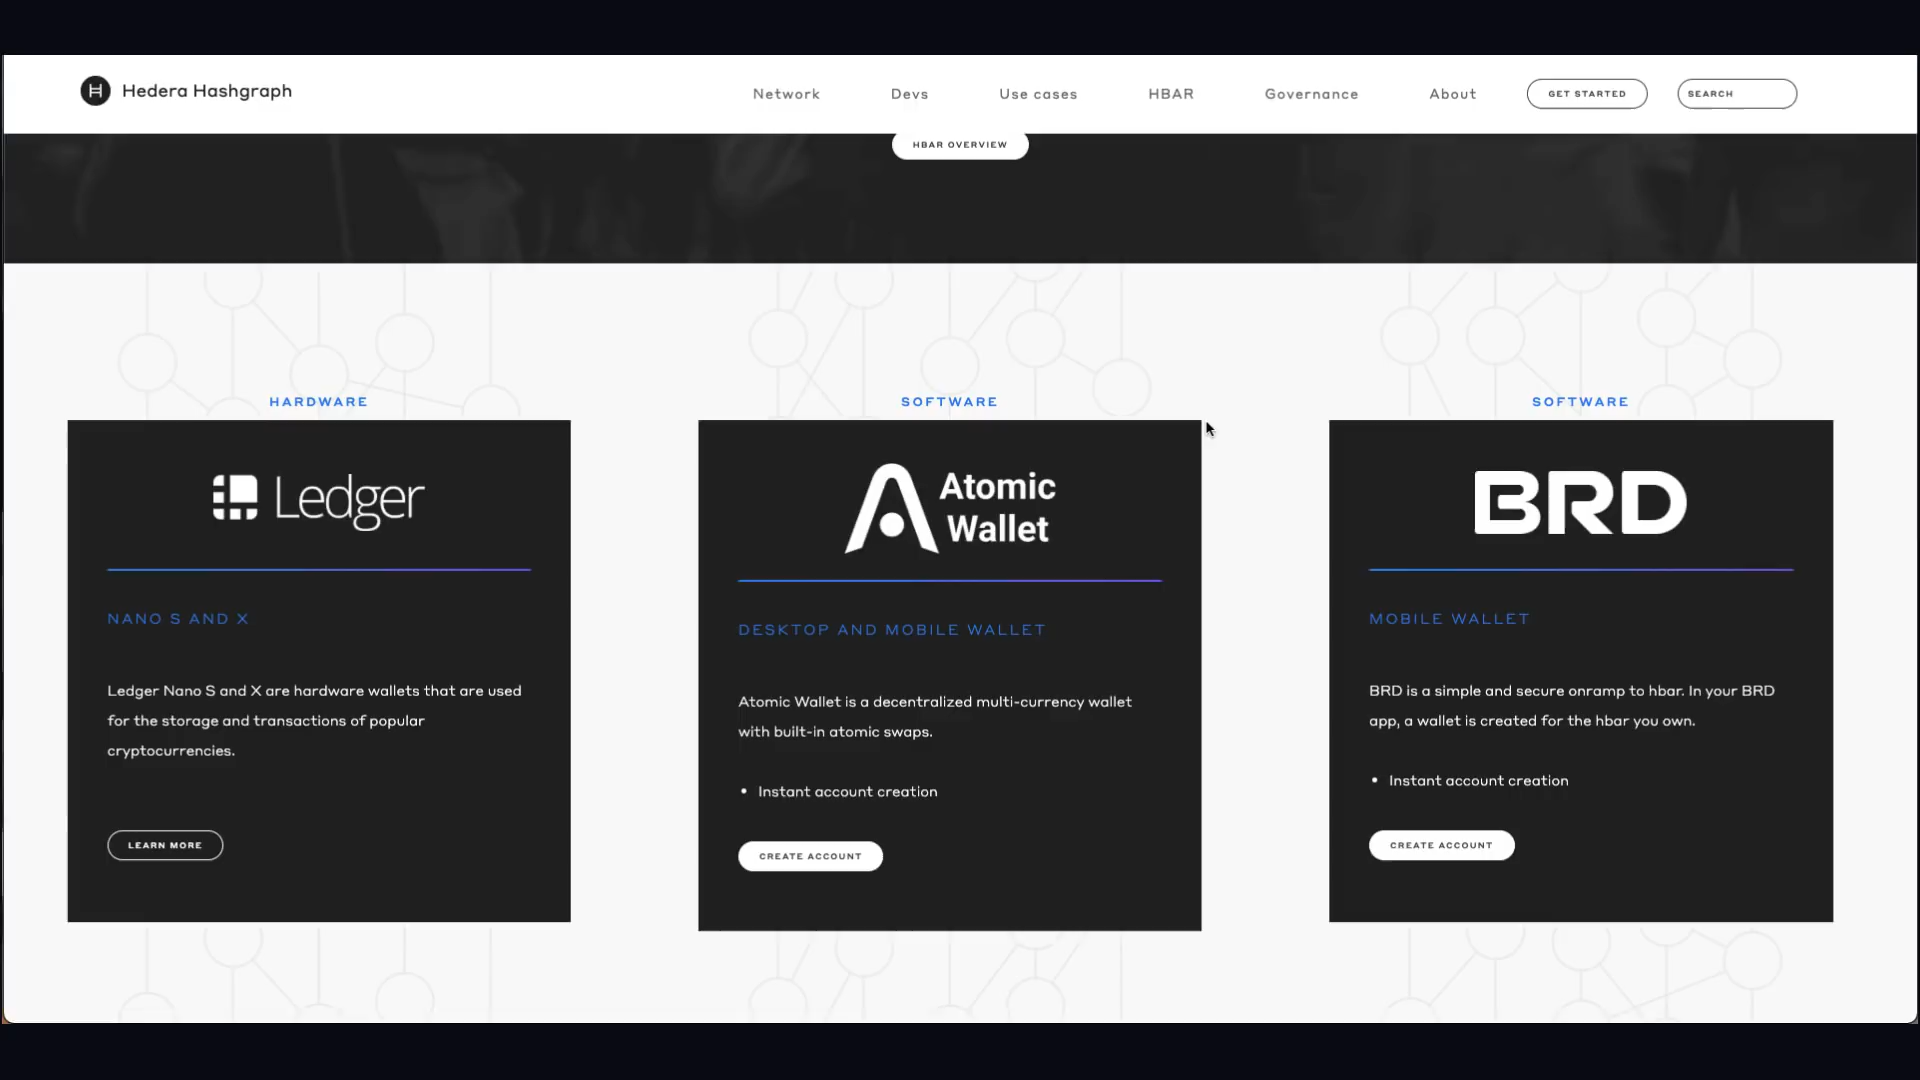 Hedera Hashgraph
Network
Devs
Use cases
HBAR
Governance
About
GET STARTED
SEARCH
HBAR OVERVIEW
HARDWARE
Ledger
NANO S AND X
Ledger Nano S and X are hardware wallets that are used
for the storage and transactions of popular
cryptocurrencies.
LEARN MORE
SOFTWARE
Atomic
Wallet
DESKTOP AND MOBILE WALLET
Atomic Wallet is a decentralized multi-currency wallet
with built-in atomic swaps.
• Instant account creation
CREATE ACCOUNT
SOFTWARE
BRD
MOBILE WALLET
BRD is a simple and secure onramp to hbar. In your BRD
app, a wallet is created for the hbar you own.
• Instant account creation
CREATE ACCOUNT